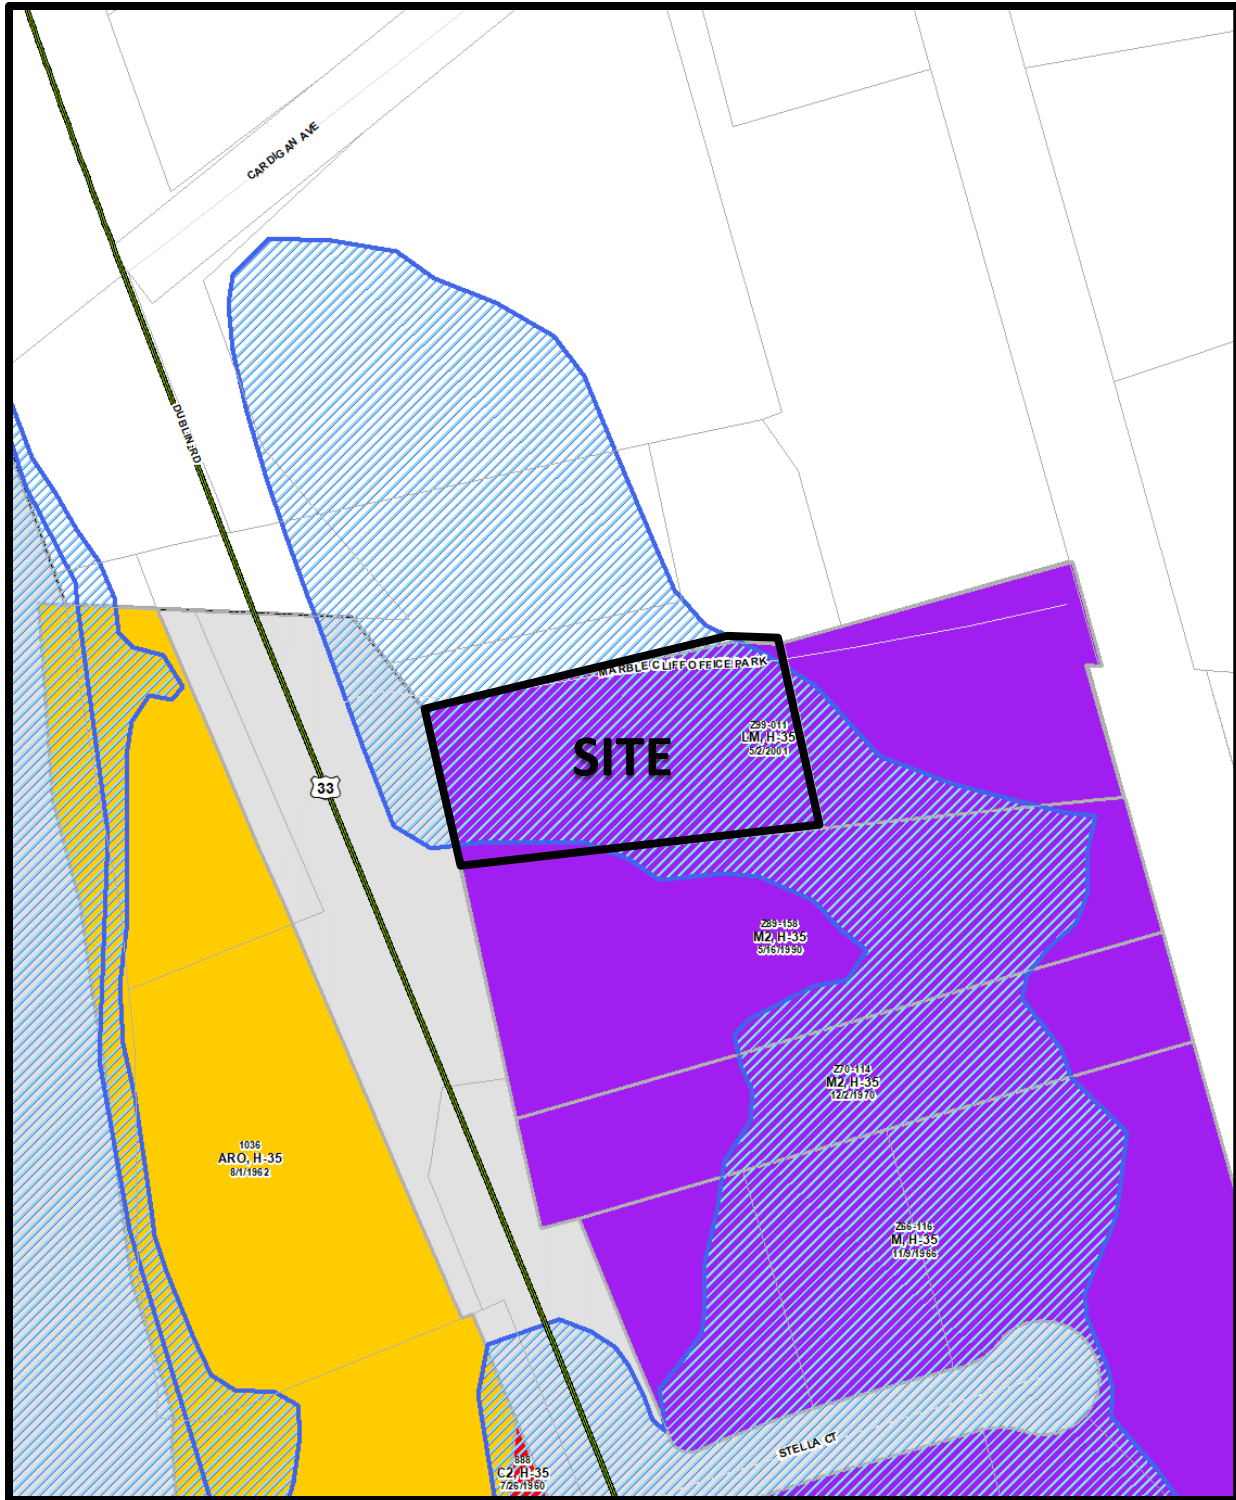 CARDIGAN AVE
DUBLIN RD
MARBLE CLIFF OFFICE PARK
Z99-011
LM, H-35
5/2/2001
SITE
33
Z89-158
M2, H-35
5/16/1990
Z70-114
M2, H-35
12/2/1970
1036
ARO, H-35
8/1/1962
Z66-116
M, H-35
11/9/1966
STELLA CT
888
C2, H-35
7/26/1960